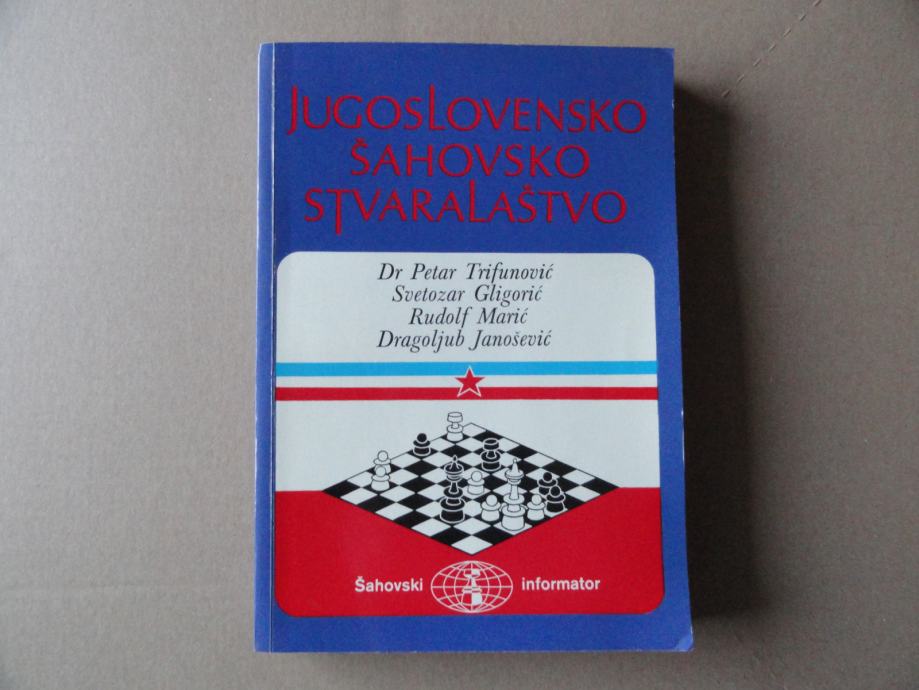 JUGOSLOVENSKO
ŠAHOVSKO
STVARALAŠTVO
Dr Petar Trifunović
Svetozar Gligorić
Rudolf Marić
Dragoljub Janošević
Šahovski informator